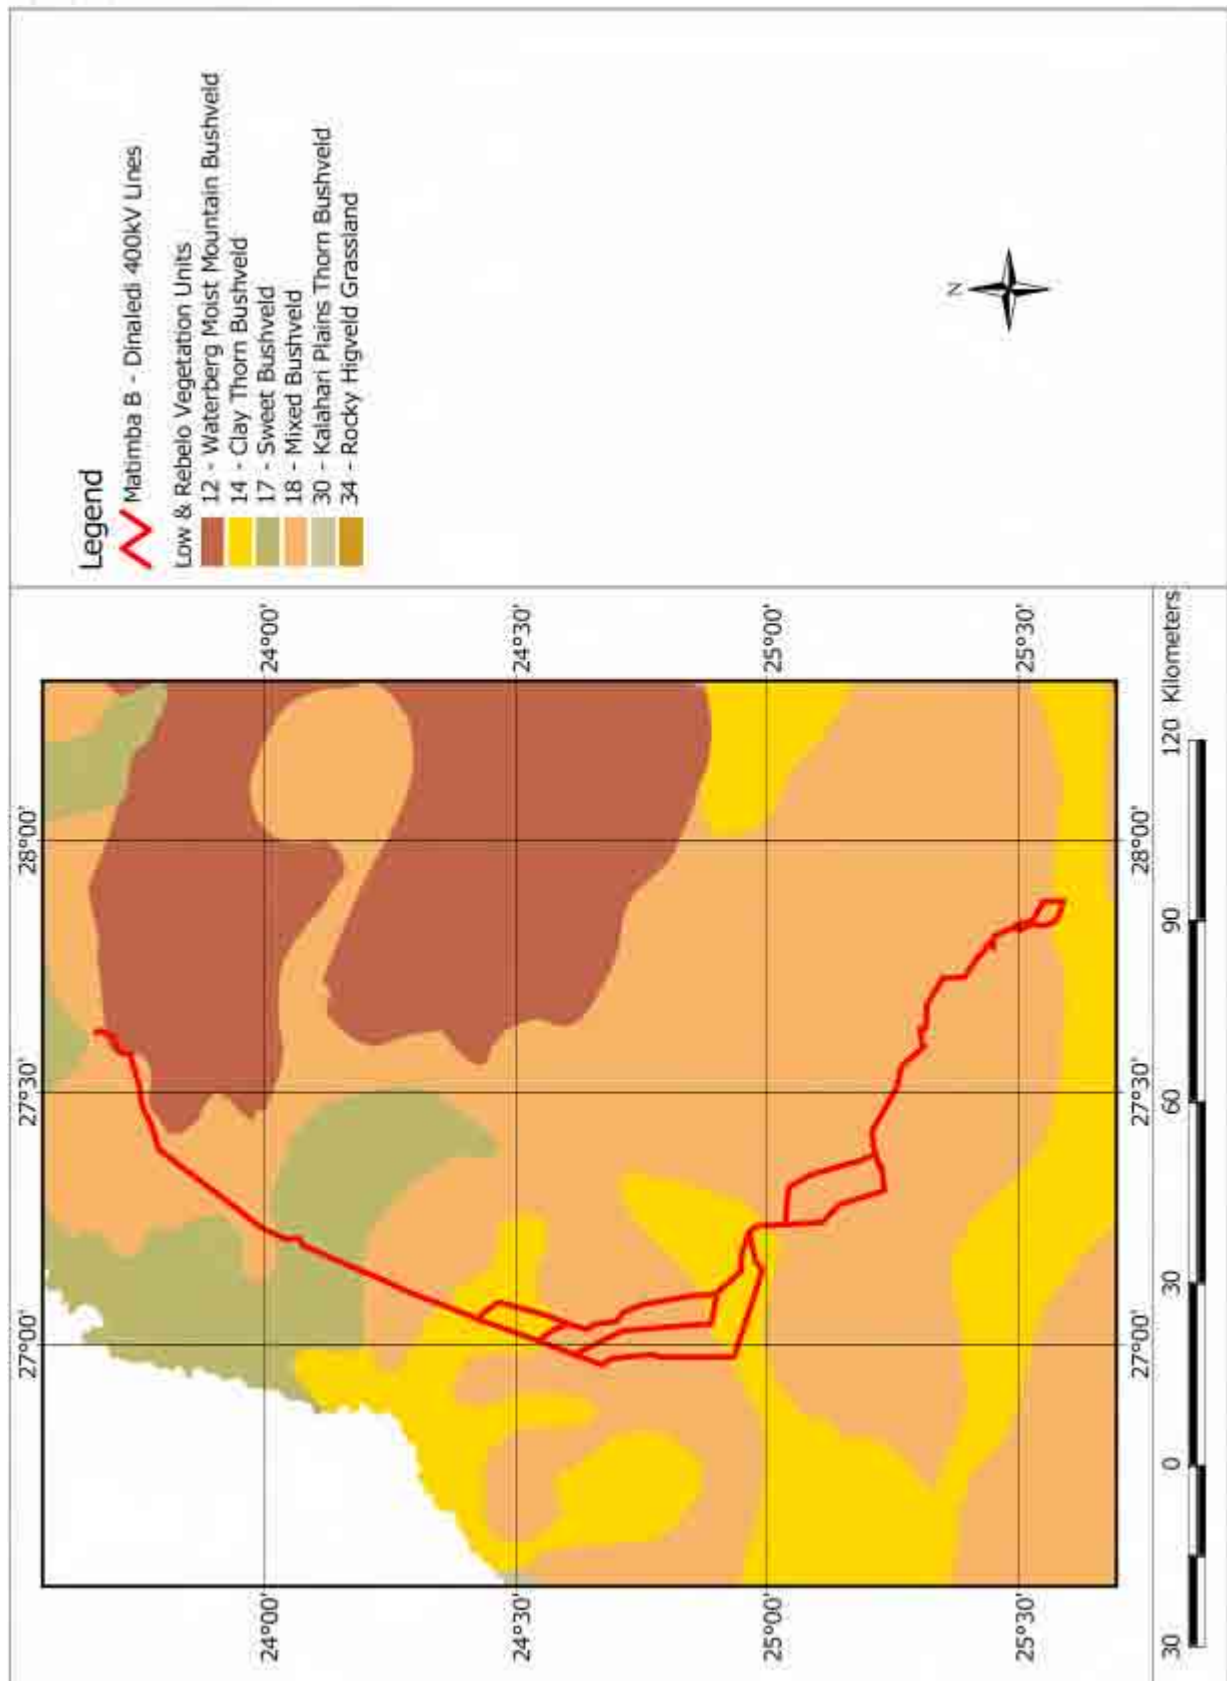 Legend
Matimba B - Dinaledi 400kV Lines
Low & Rebelo Vegetation Units
12 - Waterberg Moist Mountain Bushveld
14 - Clay Thorn Bushveld
17 - Sweet Bushveld
18 - Mixed Bushveld
30 - Kalahari Plains Thorn Bushveld
34 - Rocky Higveld Grassland
N
27°00' 27°30' 28°00'
24°00' 24°00'
24°30' 24°30'
25°00' 25°00'
25°30' 25°30'
27°00' 27°30' 28°00'
30 0 30 60 90 120 Kilometers